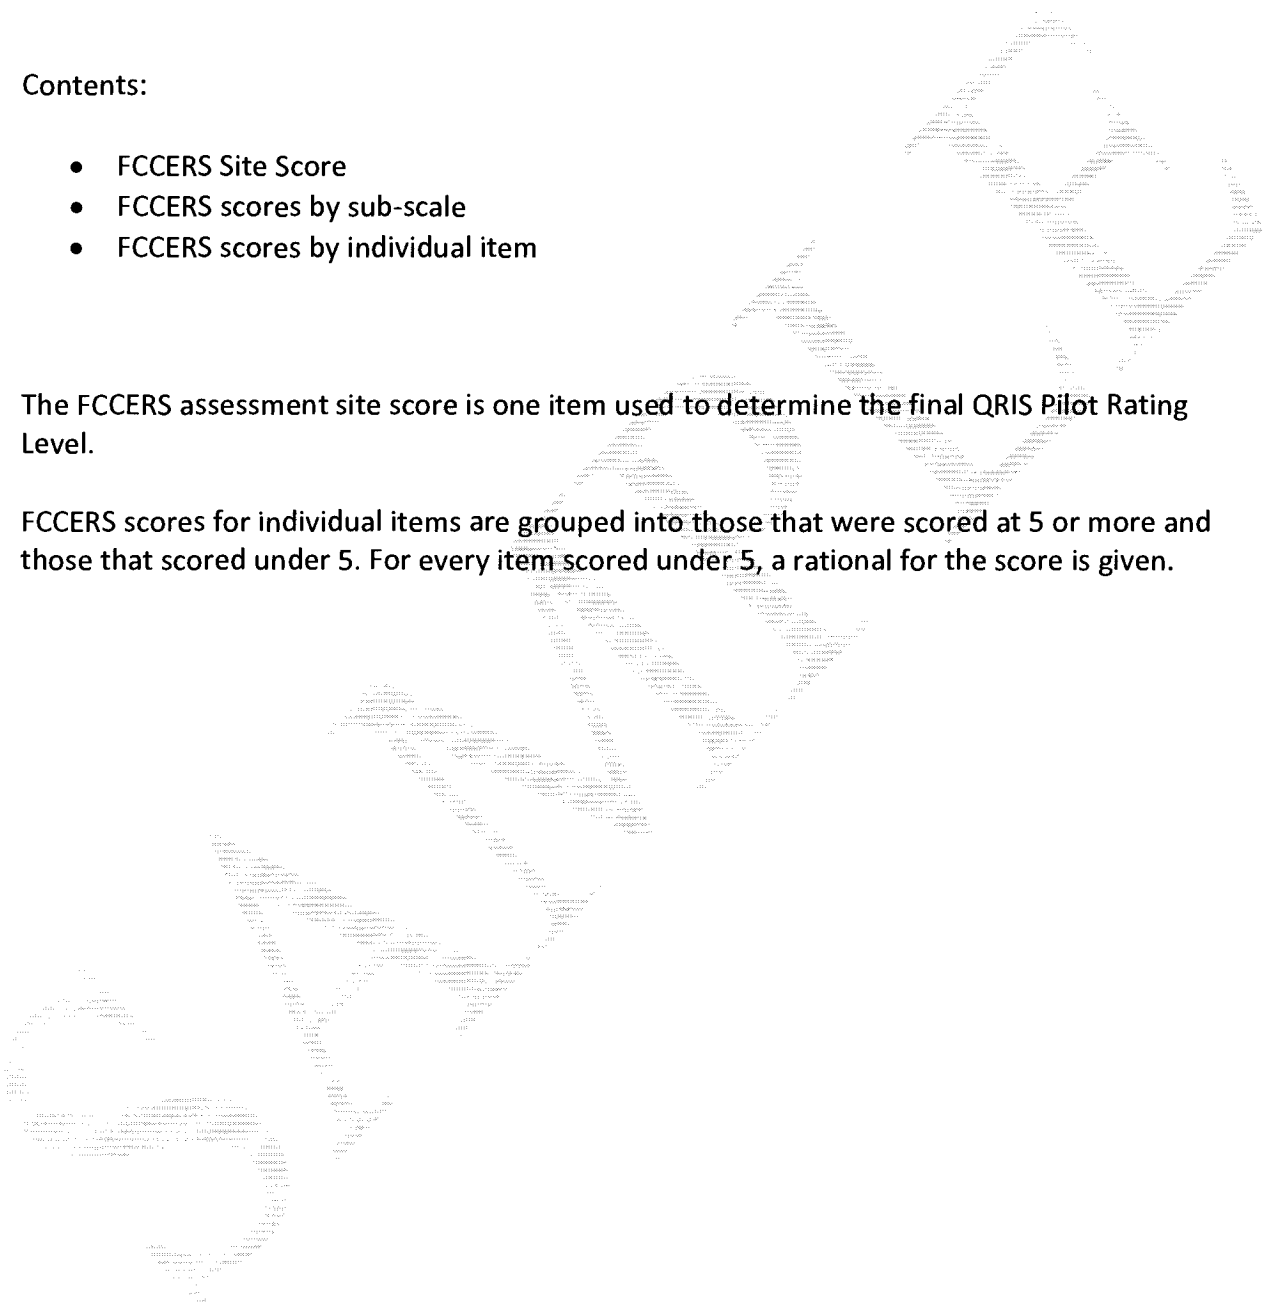 Contents:
• FCCERS Site Score
• FCCERS scores by sub-scale
• FCCERS scores by individual item
The FCCERS assessment site score is one item used to determine the final QRIS Pilot Rating
Level.
FCCERS scores for individual items are grouped into those that were scored at 5 or more and
those that scored under 5. For every item scored under 5, a rational for the score is given.
SAMPLE